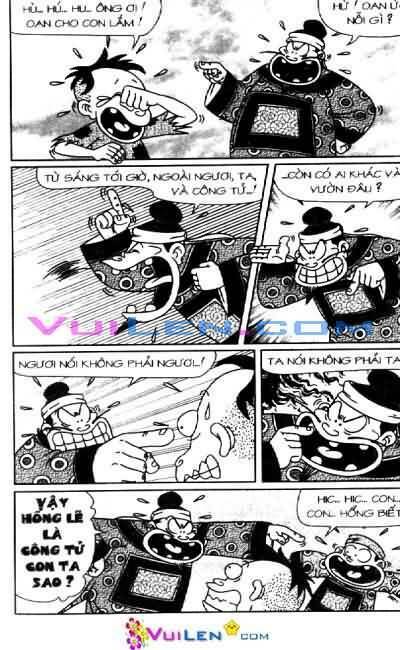 HU.. HÚ... HU... ÔNG ƠI!
OAN CHO CON LẮM!
HỪ! OAN ỨC
NỖI GÌ?
TỪ SÁNG TỚI GIỜ, NGOÀI NGƯƠI, TA,
VÀ CÔNG TỬ...!
...CÒN CÓ AI KHÁC VÀO
VƯỜN ĐÂU?
VUILEN.COM
NGƯƠI NÓI KHÔNG PHẢI NGƯƠI...!
TA NÓI KHÔNG PHẢI TA
VẬY
HỔNG LẼ
LÀ
CÔNG TỬ
CON TA
SAO?
HIC... HIC... CON...
CON... HỔNG BIẾT
VUILEN COM